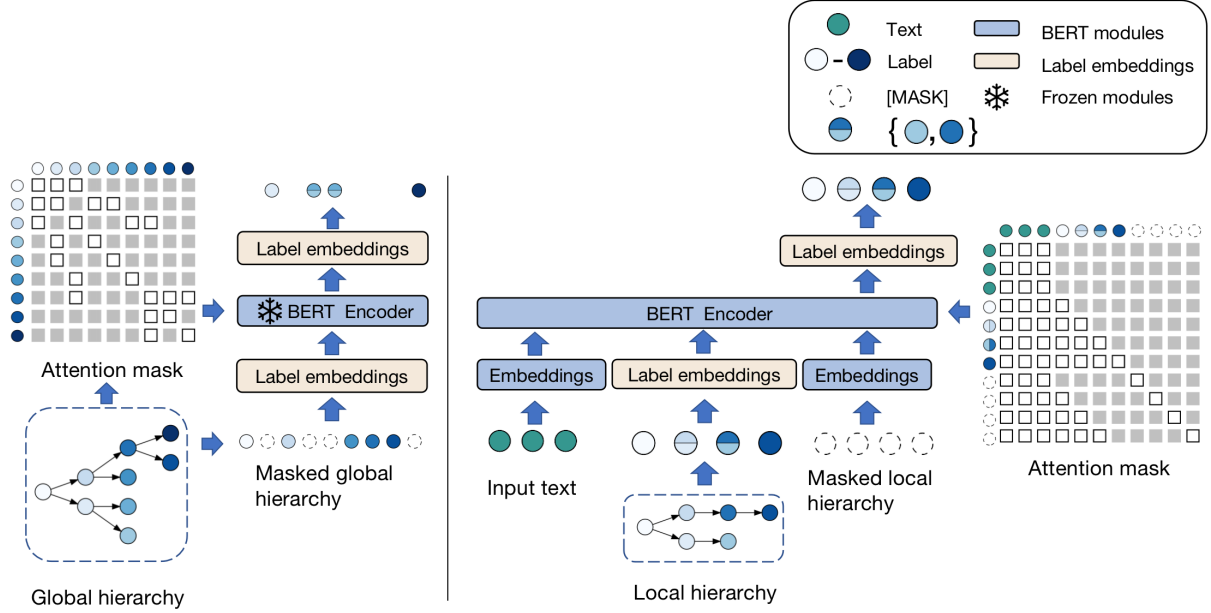 Text
BERT modules
Label
Label embeddings
[MASK]
Frozen modules
{ , }
Label embeddings
BERT Encoder
Label embeddings
Attention mask
Masked global
hierarchy
Global hierarchy
Label embeddings
BERT Encoder
Embeddings
Label embeddings
Embeddings
Input text
Masked local
hierarchy
Local hierarchy
Attention mask